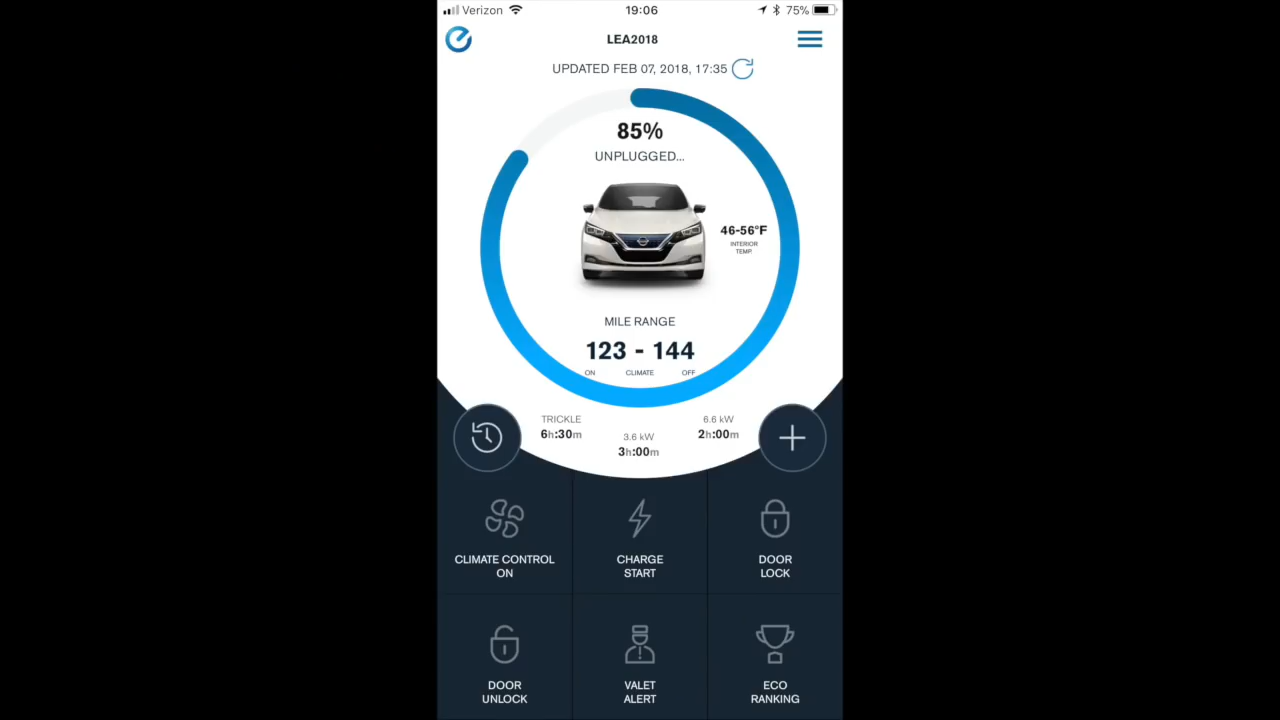 Verizon 19:06 75%
LEA2018
UPDATED FEB 07, 2018, 17:35
85%
UNPLUGGED...
46-56°F
INTERIOR
TEMP.
MILE RANGE
123 - 144
ON CLIMATE OFF
TRICKLE
6h:30m
3.6 kW
3h:00m
6.6 kW
2h:00m
CLIMATE CONTROL
ON
CHARGE
START
DOOR
LOCK
DOOR
UNLOCK
VALET
ALERT
ECO
RANKING